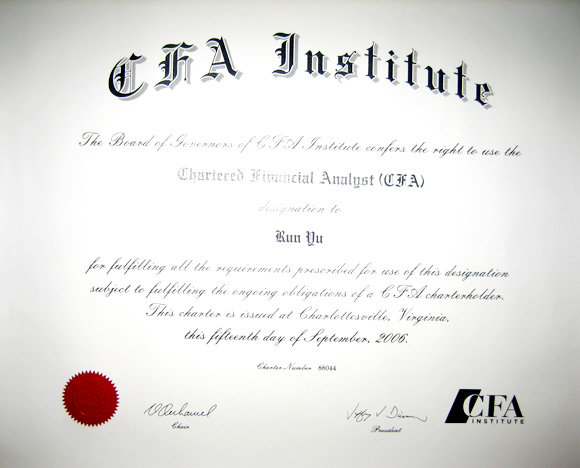 CFA Institute
The Board of Governors of CFA Institute confers the right to use the
Chartered Financial Analyst (CFA)
designation to
Run Yu
for fulfilling all the requirements prescribed for use of this designation
subject to fulfilling the ongoing obligations of a CFA charterholder.
This charter is issued at Charlottesville, Virginia,
this fifteenth day of September, 2006.
Charter Number 88044
Chair
President
CFA
INSTITUTE